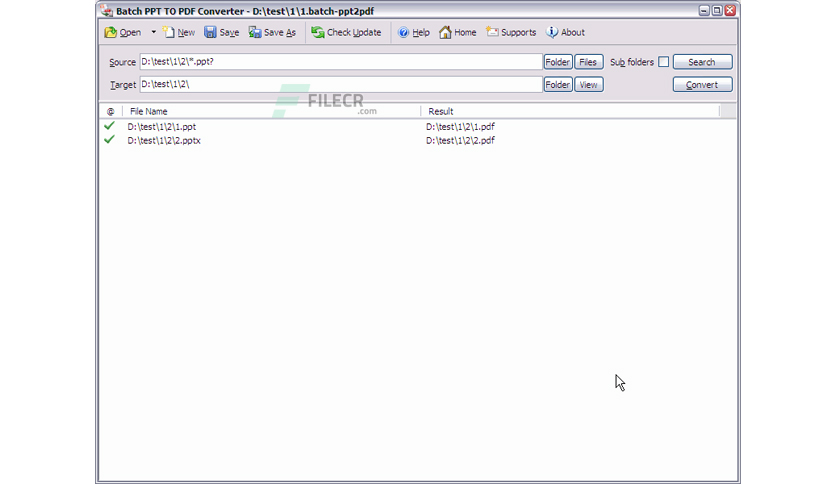 Batch PPT TO PDF Converter - D:\test\1\1.batch-ppt2pdf
Open New Save Save As Check Update Help Home Supports About
Source D:\test\1\2\*.ppt? Folder Files Sub folders Search
Target D:\test\1\2\ Folder View Convert
FILECR
.com
@ File Name Result
D:\test\1\2\1.ppt D:\test\1\2\1.pdf
D:\test\1\2\2.pptx D:\test\1\2\2.pdf